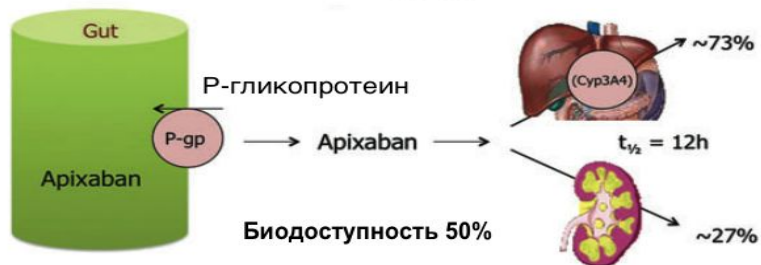 Gut
~73%
(Cyp3A4)
Р-гликопротеин
P-gp
Apixaban
t½ = 12h
Apixaban
Биодоступность 50%
~27%